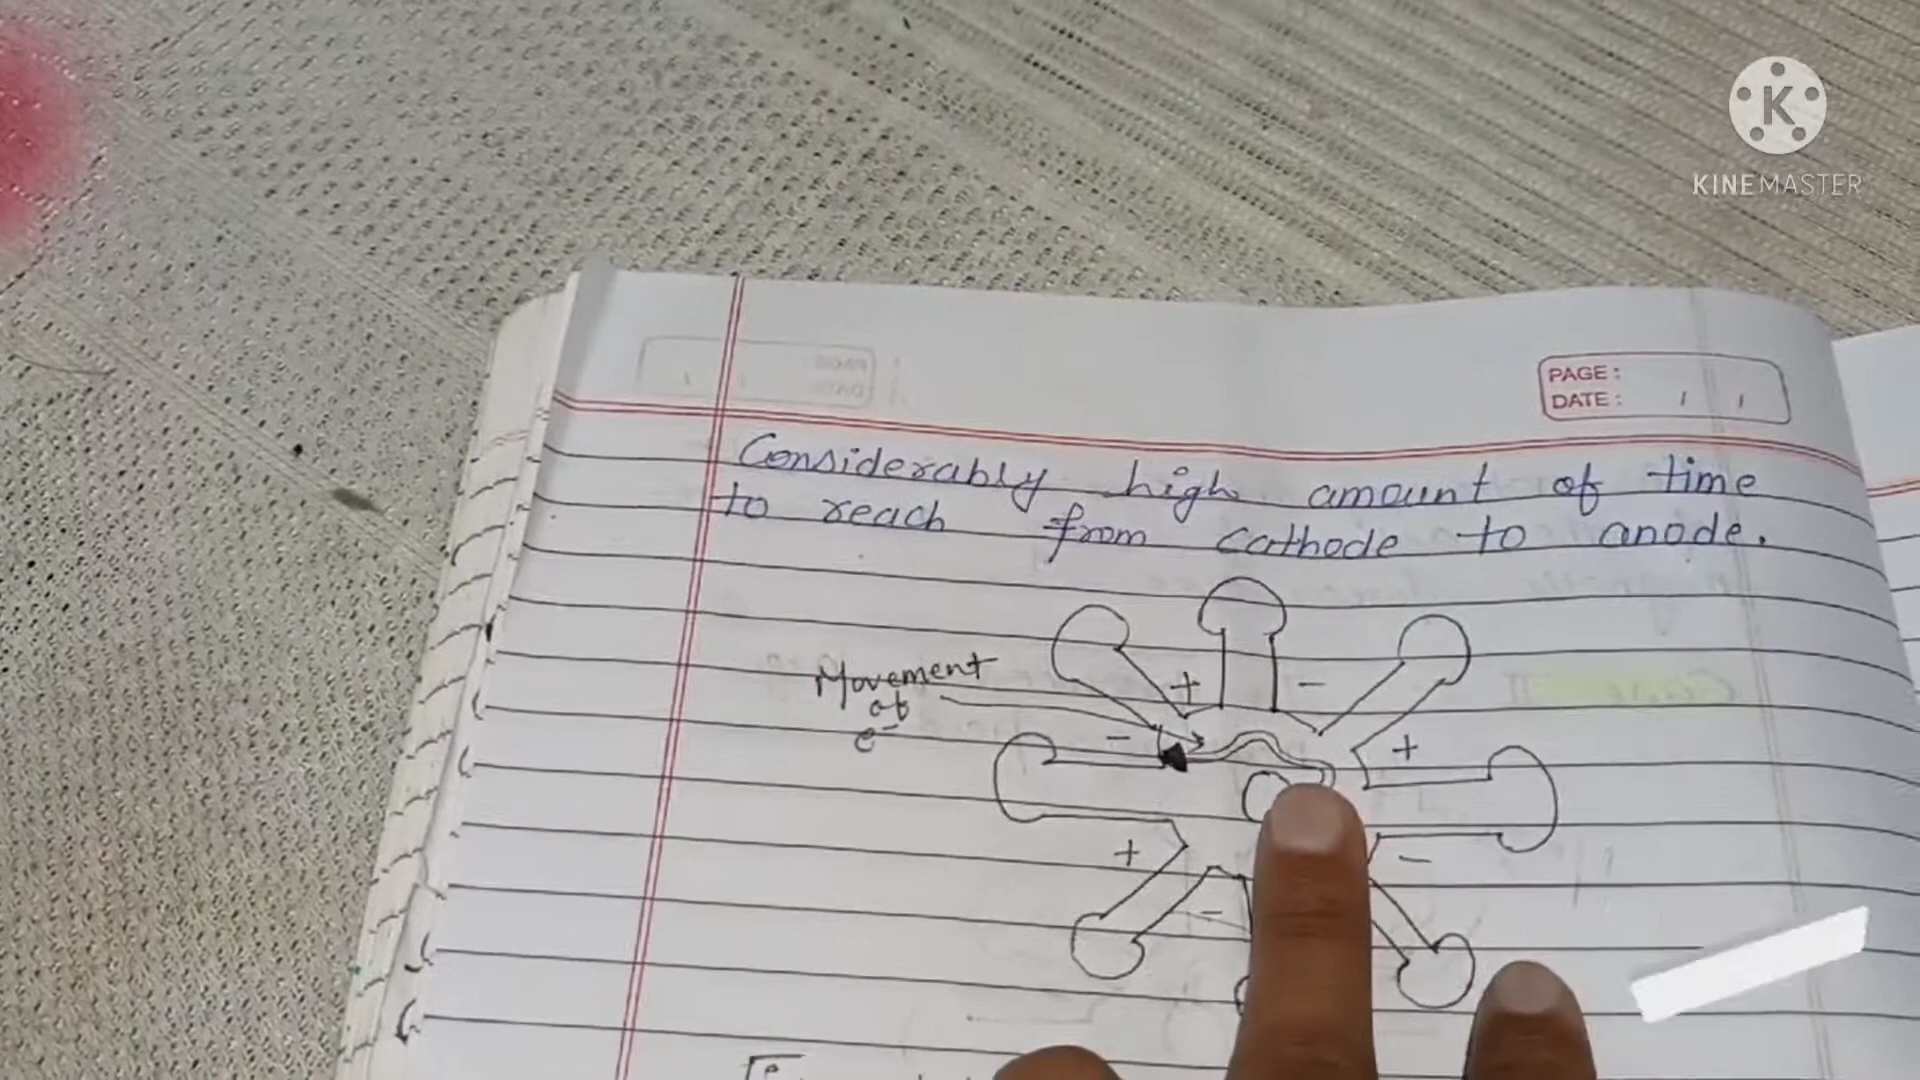 KINEMASTER
PAGE :
DATE :
Considerably high amount of time
to reach from cathode to anode.
Movement
of
e⁻
+ -
- +
+ -
-